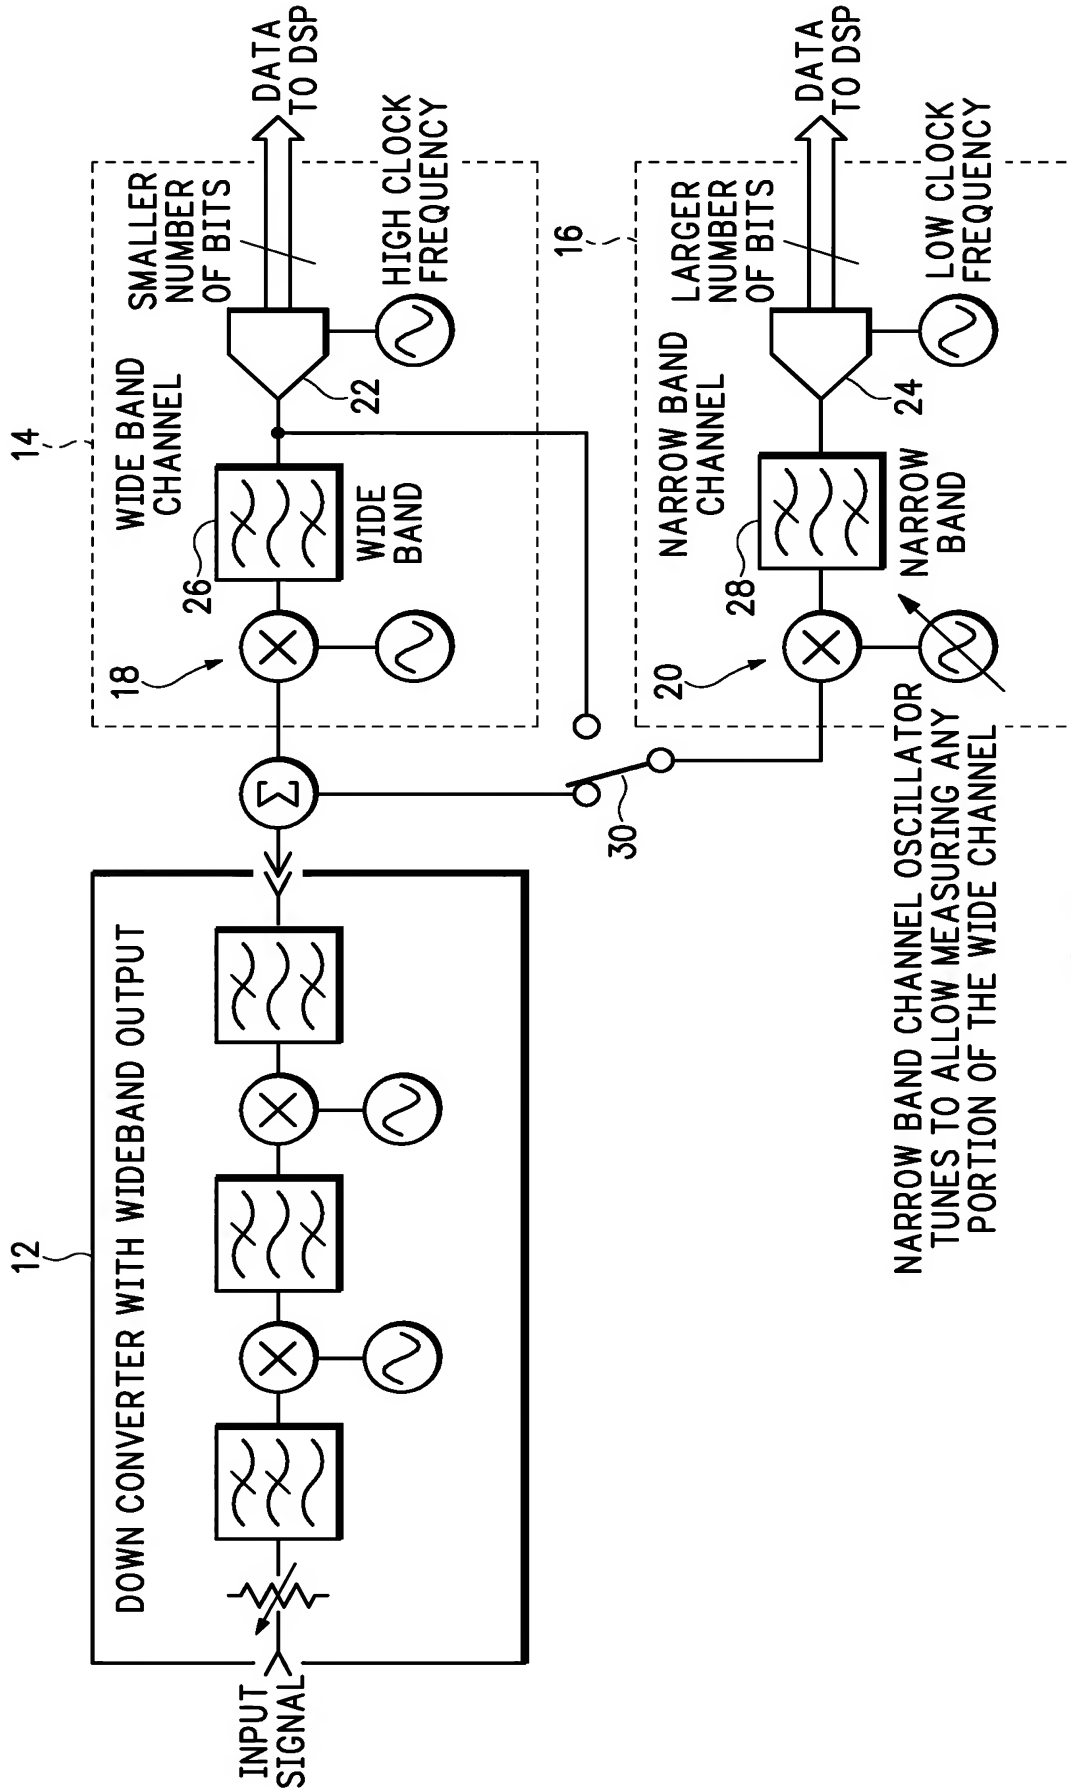 12
DOWN CONVERTER WITH WIDEBAND OUTPUT
INPUT
SIGNAL
Σ
14
WIDE BAND
CHANNEL
SMALLER
NUMBER
OF BITS
DATA
TO DSP
18
26
WIDE
BAND
22
HIGH CLOCK
FREQUENCY
30
16
NARROW BAND
CHANNEL
LARGER
NUMBER
OF BITS
DATA
TO DSP
20
28
NARROW
BAND
24
LOW CLOCK
FREQUENCY
NARROW BAND CHANNEL OSCILLATOR
TUNES TO ALLOW MEASURING ANY
PORTION OF THE WIDE CHANNEL